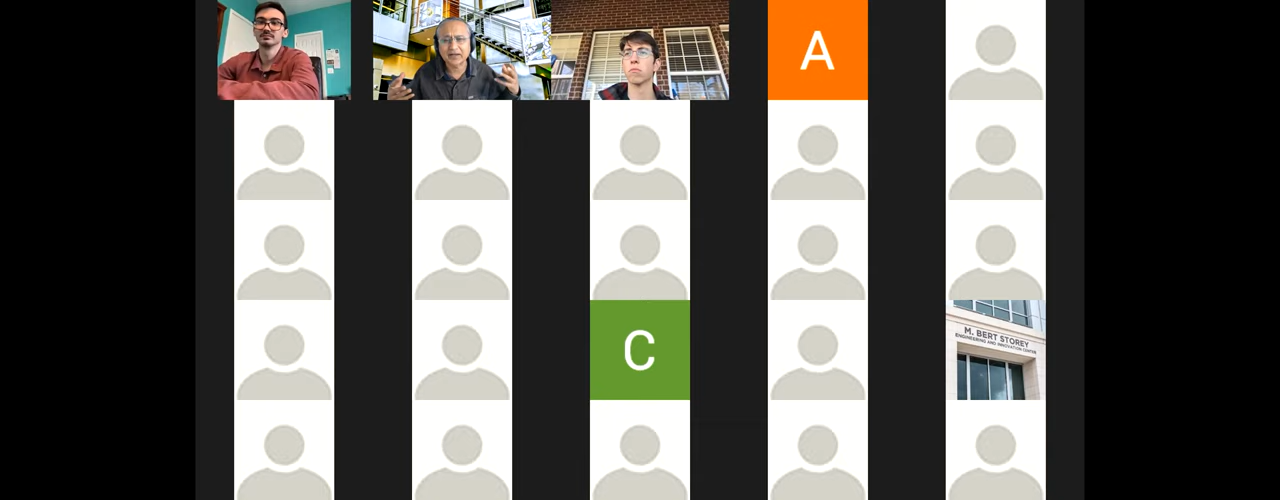 A
C
M. BERT STOREY
ENGINEERING AND INNOVATION CENTER